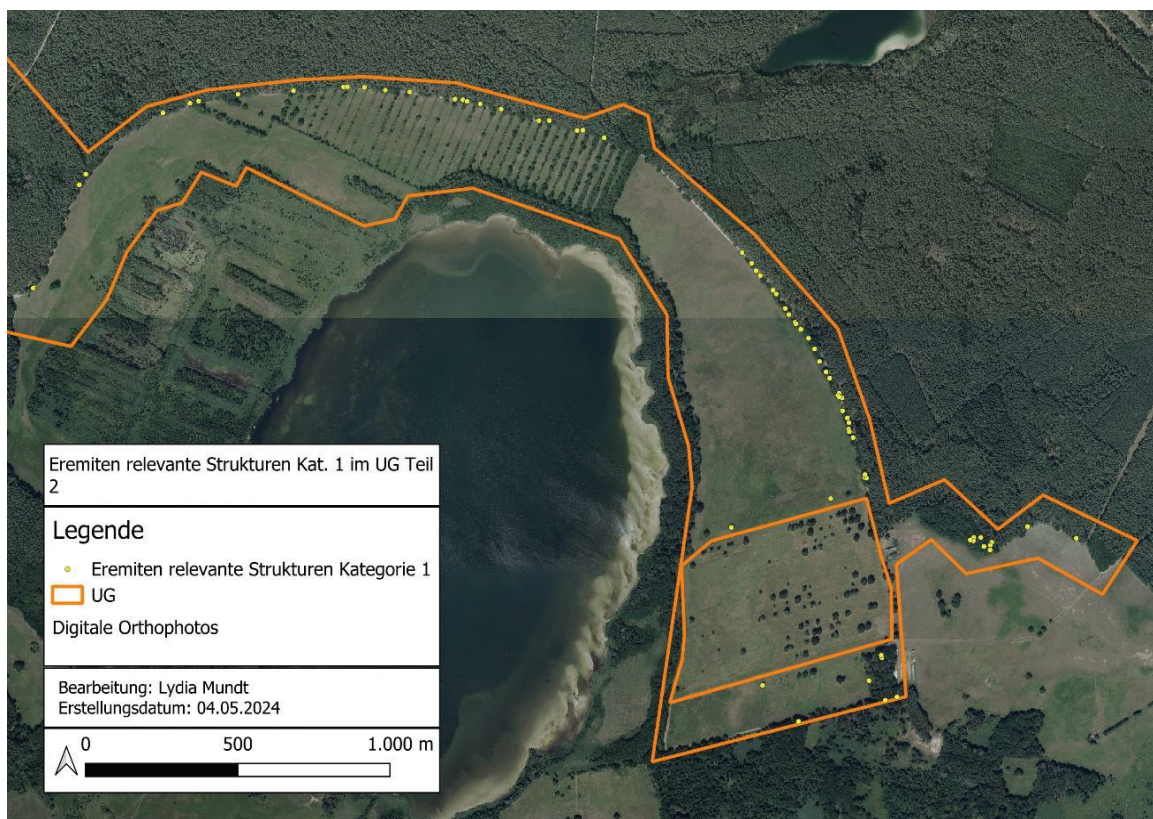 Eremiten relevante Strukturen Kat. 1 im UG Teil
2
Legende
Eremiten relevante Strukturen Kategorie 1
UG
Digitale Orthophotos
Bearbeitung: Lydia Mundt
Erstellungsdatum: 04.05.2024
0 500 1.000 m